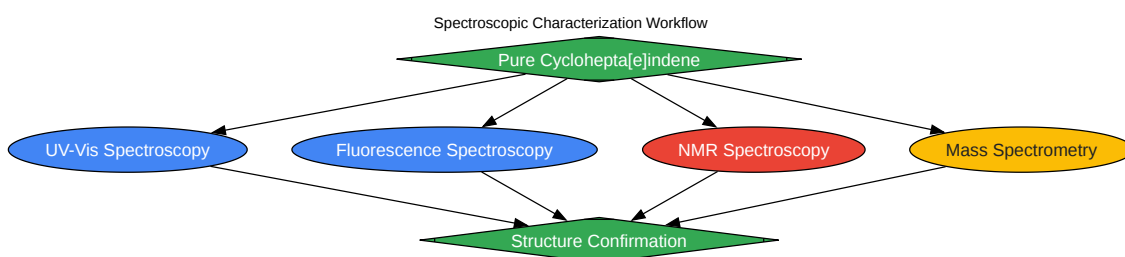 Spectroscopic Characterization Workflow
Pure Cyclohepta[e]indene
UV-Vis Spectroscopy
Fluorescence Spectroscopy
NMR Spectroscopy
Mass Spectrometry
Structure Confirmation